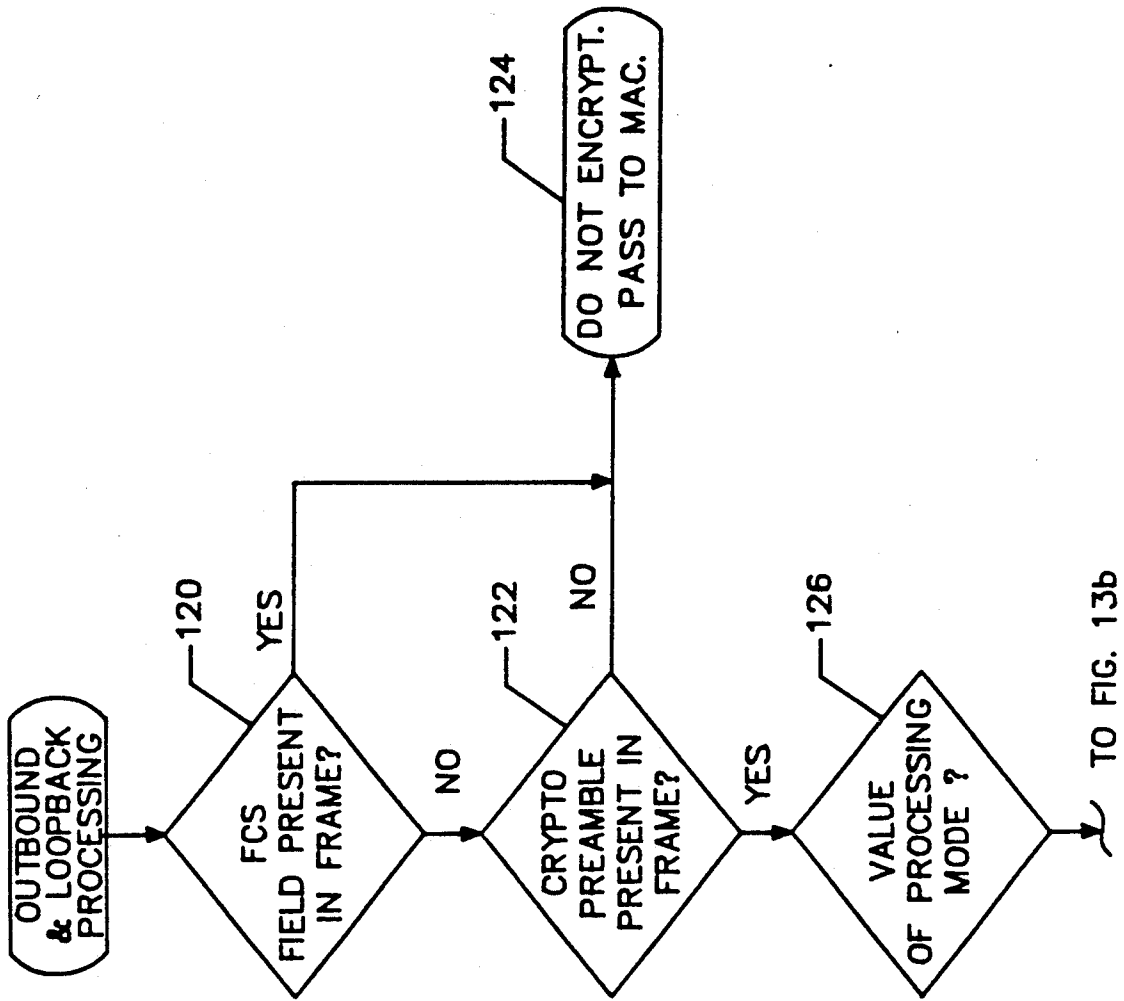 OUTBOUND
& LOOPBACK
PROCESSING
120
FCS
FIELD PRESENT
IN FRAME?
YES
NO
122
CRYPTO
PREAMBLE
PRESENT IN
FRAME?
NO
YES
124
DO NOT ENCRYPT.
PASS TO MAC.
126
VALUE
OF PROCESSING
MODE ?
TO FIG. 13b